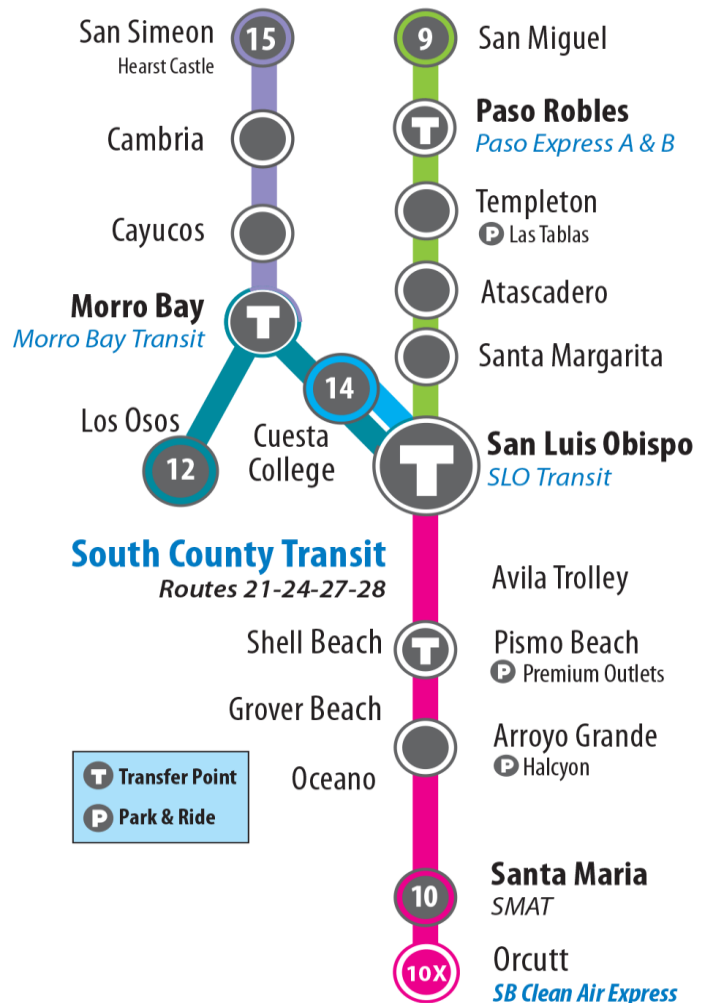 San Simeon
Hearst Castle
15
9
San Miguel
Cambria
T
Paso Robles
Paso Express A & B
Cayucos
Templeton
P Las Tablas
Morro Bay
Morro Bay Transit
T
Atascadero
Santa Margarita
14
Los Osos
12
Cuesta
College
T
San Luis Obispo
SLO Transit
South County Transit
Routes 21-24-27-28
Avila Trolley
Shell Beach
T
Pismo Beach
P Premium Outlets
Grover Beach
Arroyo Grande
P Halcyon
Oceano
T Transfer Point
P Park & Ride
10
Santa Maria
SMAT
10X
Orcutt
SB Clean Air Express